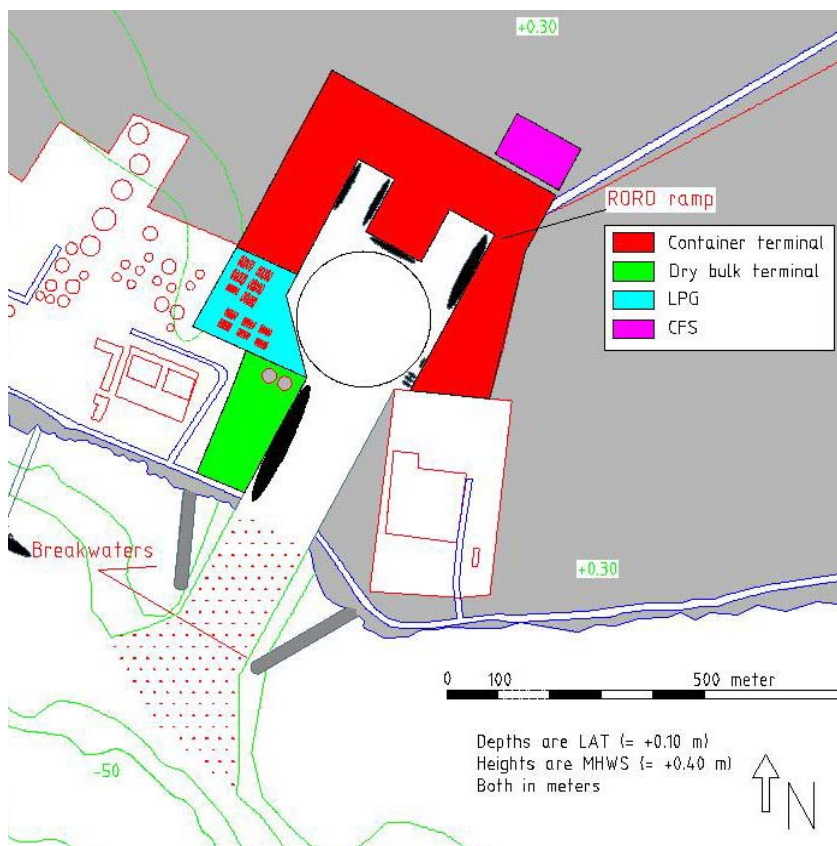 +0.30
RORO ramp
Container terminal
Dry bulk terminal
LPG
CFS
Breakwaters
+0.30
0 100 500 meter
Depths are LAT (= +0.10 m)
Heights are MHWS (= +0.40 m)
Both in meters
-50
N